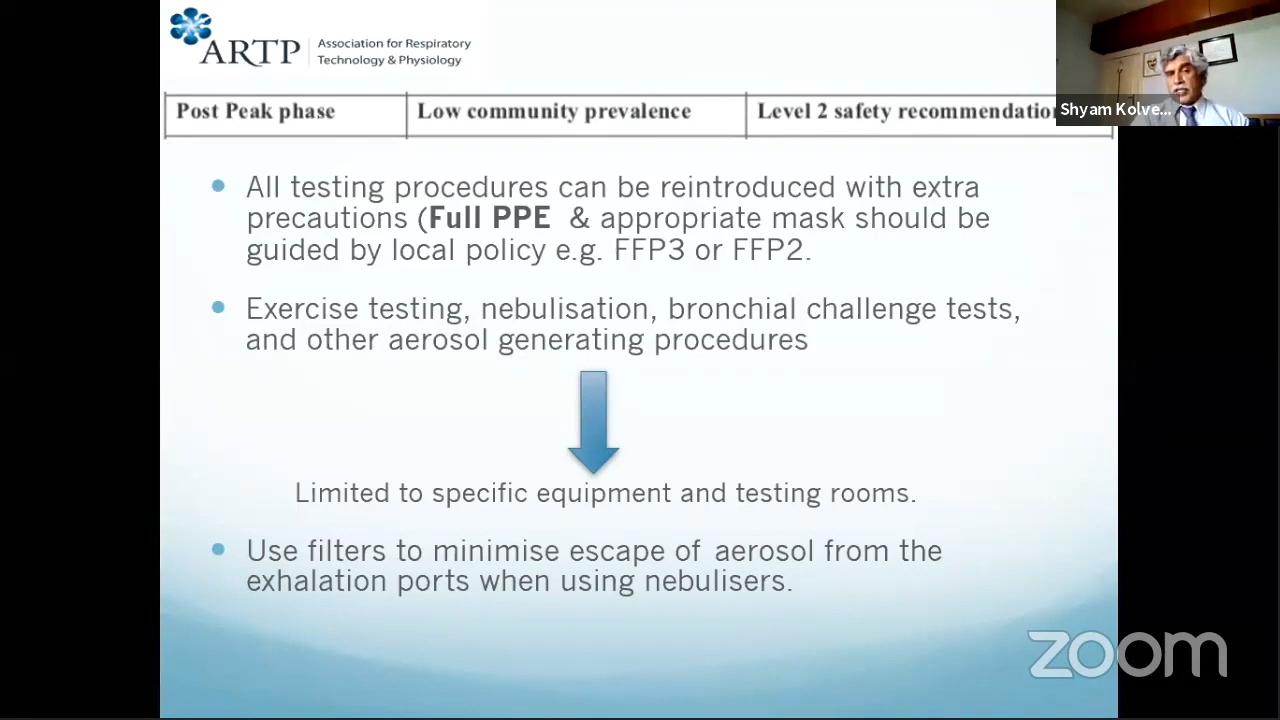 ARTP
Association for Respiratory
Technology & Physiology
Post Peak phase
Low community prevalence
Level 2 safety recommendation
Shyam Kolve...
All testing procedures can be reintroduced with extra
precautions (Full PPE & appropriate mask should be
guided by local policy e.g. FFP3 or FFP2.
Exercise testing, nebulisation, bronchial challenge tests,
and other aerosol generating procedures
Limited to specific equipment and testing rooms.
Use filters to minimise escape of aerosol from the
exhalation ports when using nebulisers.
zoom